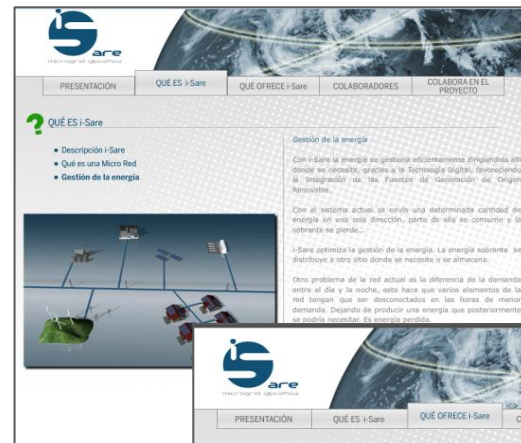 i-Sare
microgrid gipuzkoa
PRESENTACIÓN
QUÉ ES i-Sare
QUÉ OFRECE i-Sare
COLABORADORES
COLABORA EN EL PROYECTO
? QUÉ ES i-Sare
• Descripción i-Sare
• Qué es una Micro Red
• Gestión de la energía
Gestión de la energía
Con i-Sare la energía se gestiona eficientemente dirigiéndola allí
donde se necesite, gracias a la Tecnología Digital, favoreciendo
la Integración de las Fuentes de Generación de Origen
Renovable.
Con el sistema actual se envía una determinada cantidad de
energía en una sola dirección, parte de ella se consume y la
sobrante se pierde...
i-Sare optimiza la gestión de la energía. La energía sobrante se
distribuye a otro sitio donde se necesite o se almacena.
Otro problema de la red actual es la diferencia de la demanda
entre el día y la noche, esto hace que varios elementos de la
red tengan que ser desconectados en las horas de menor
demanda. Dejando de producir una energía que posteriormente
se podría necesitar. Es energía perdida.
i-Sare
microgrid gipuzkoa
PRESENTACIÓN
QUÉ ES i-Sare
QUÉ OFRECE i-Sare